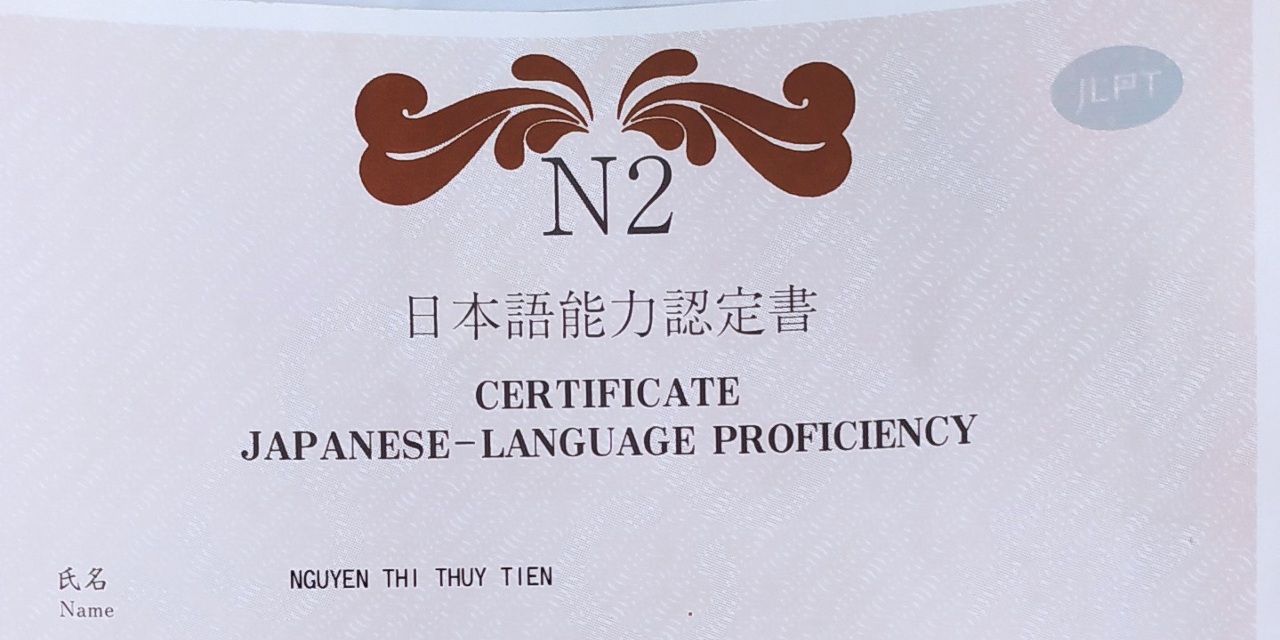 JLPT
N2
日本語能力認定書
CERTIFICATE
JAPANESE-LANGUAGE PROFICIENCY
氏名 NGUYEN THI THUY TIEN
Name